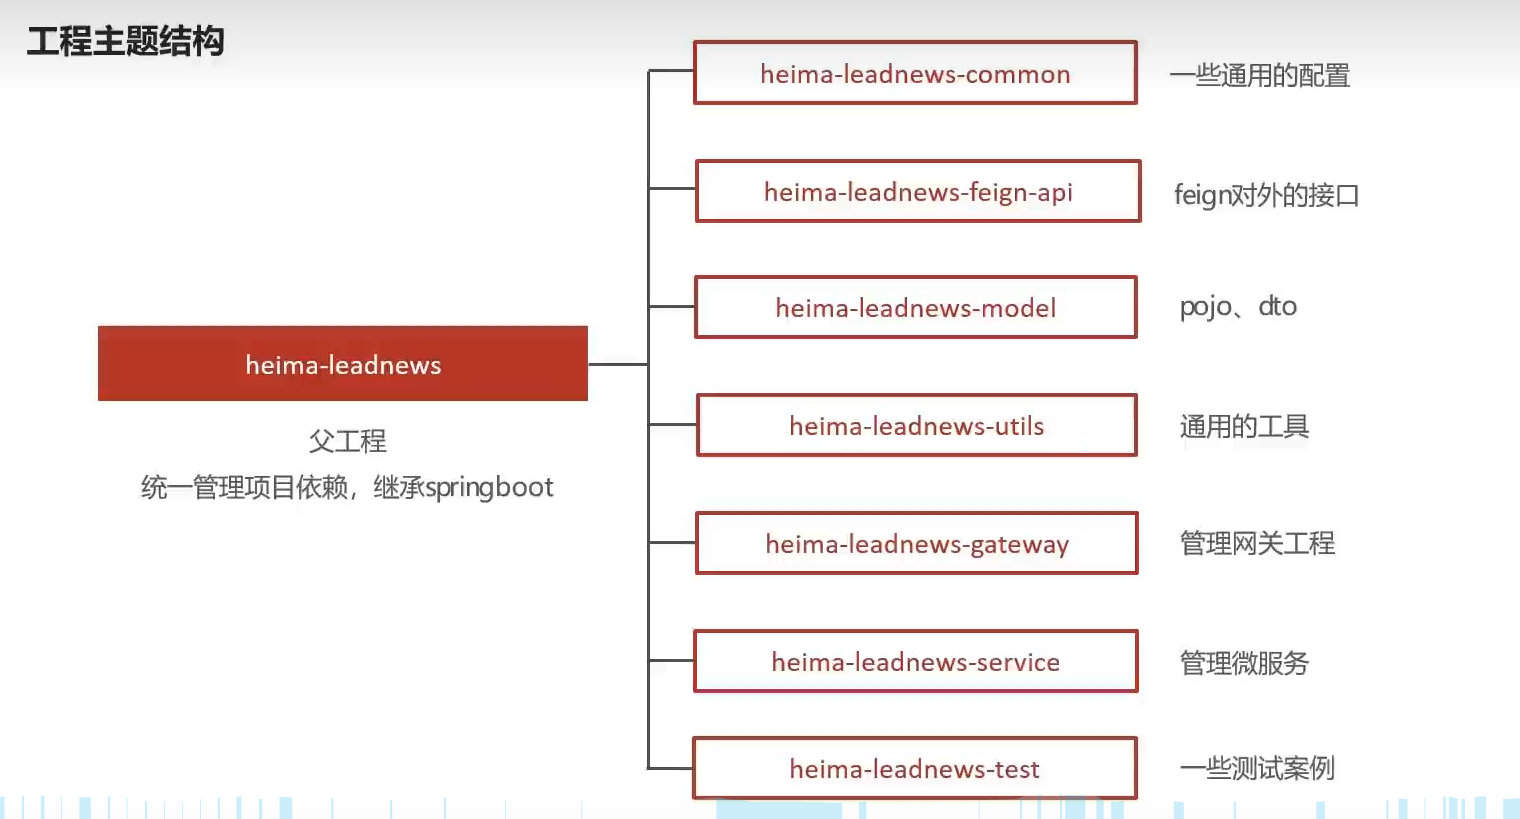 工程主题结构
heima-leadnews
父工程
统一管理项目依赖，继承springboot
heima-leadnews-common
一些通用的配置
heima-leadnews-feign-api
feign对外的接口
heima-leadnews-model
pojo、dto
heima-leadnews-utils
通用的工具
heima-leadnews-gateway
管理网关工程
heima-leadnews-service
管理微服务
heima-leadnews-test
一些测试案例